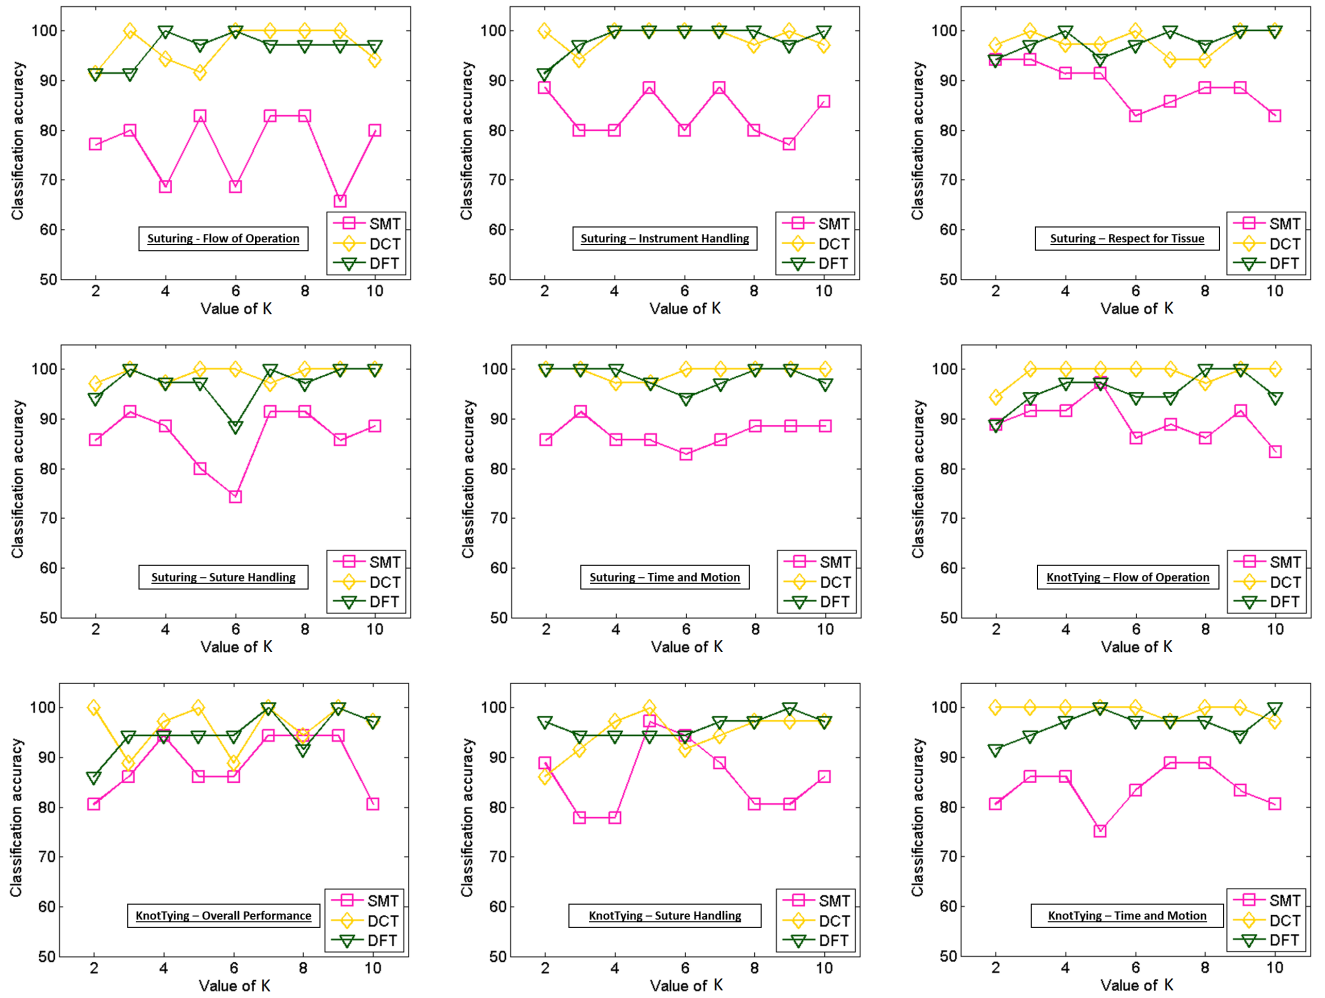 Classification accuracy
100
90
80
70
60
50
2 4 6 8 10
Value of K
Suturing - Flow of Operation
SMT
DCT
DFT
Classification accuracy
100
90
80
70
60
50
2 4 6 8 10
Value of K
Suturing – Instrument Handling
SMT
DCT
DFT
Classification accuracy
100
90
80
70
60
50
2 4 6 8 10
Value of K
Suturing – Respect for Tissue
SMT
DCT
DFT
Classification accuracy
100
90
80
70
60
50
2 4 6 8 10
Value of K
Suturing – Suture Handling
SMT
DCT
DFT
Classification accuracy
100
90
80
70
60
50
2 4 6 8 10
Value of K
Suturing – Time and Motion
SMT
DCT
DFT
Classification accuracy
100
90
80
70
60
50
2 4 6 8 10
Value of K
KnotTying – Flow of Operation
SMT
DCT
DFT
Classification accuracy
100
90
80
70
60
50
2 4 6 8 10
Value of K
KnotTying – Overall Performance
SMT
DCT
DFT
Classification accuracy
100
90
80
70
60
50
2 4 6 8 10
Value of K
KnotTying – Suture Handling
SMT
DCT
DFT
Classification accuracy
100
90
80
70
60
50
2 4 6 8 10
Value of K
KnotTying – Time and Motion
SMT
DCT
DFT